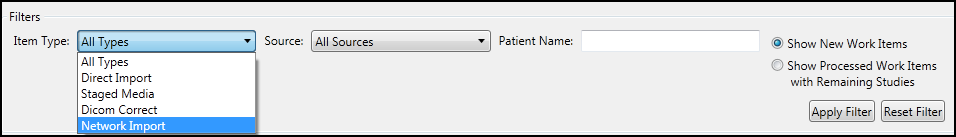 Filters
Item Type: All Types Source: All Sources Patient Name: Show New Work Items
All Types
Direct Import
Staged Media
Dicom Correct
Network Import
Show Processed Work Items
with Remaining Studies
Apply Filter Reset Filter